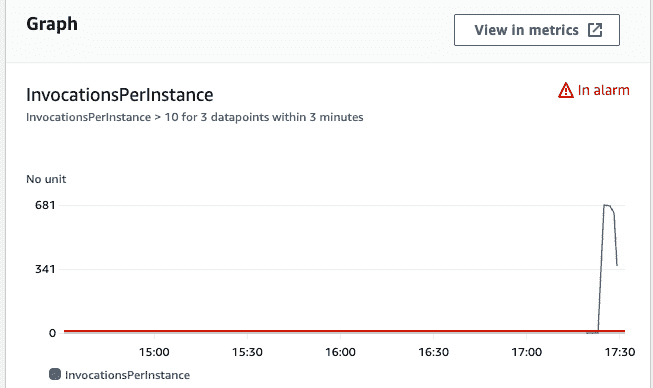 Graph
View in metrics
InvocationsPerInstance
In alarm
InvocationsPerInstance > 10 for 3 datapoints within 3 minutes
No unit
681
341
0
15:00 15:30 16:00 16:30 17:00 17:30
InvocationsPerInstance